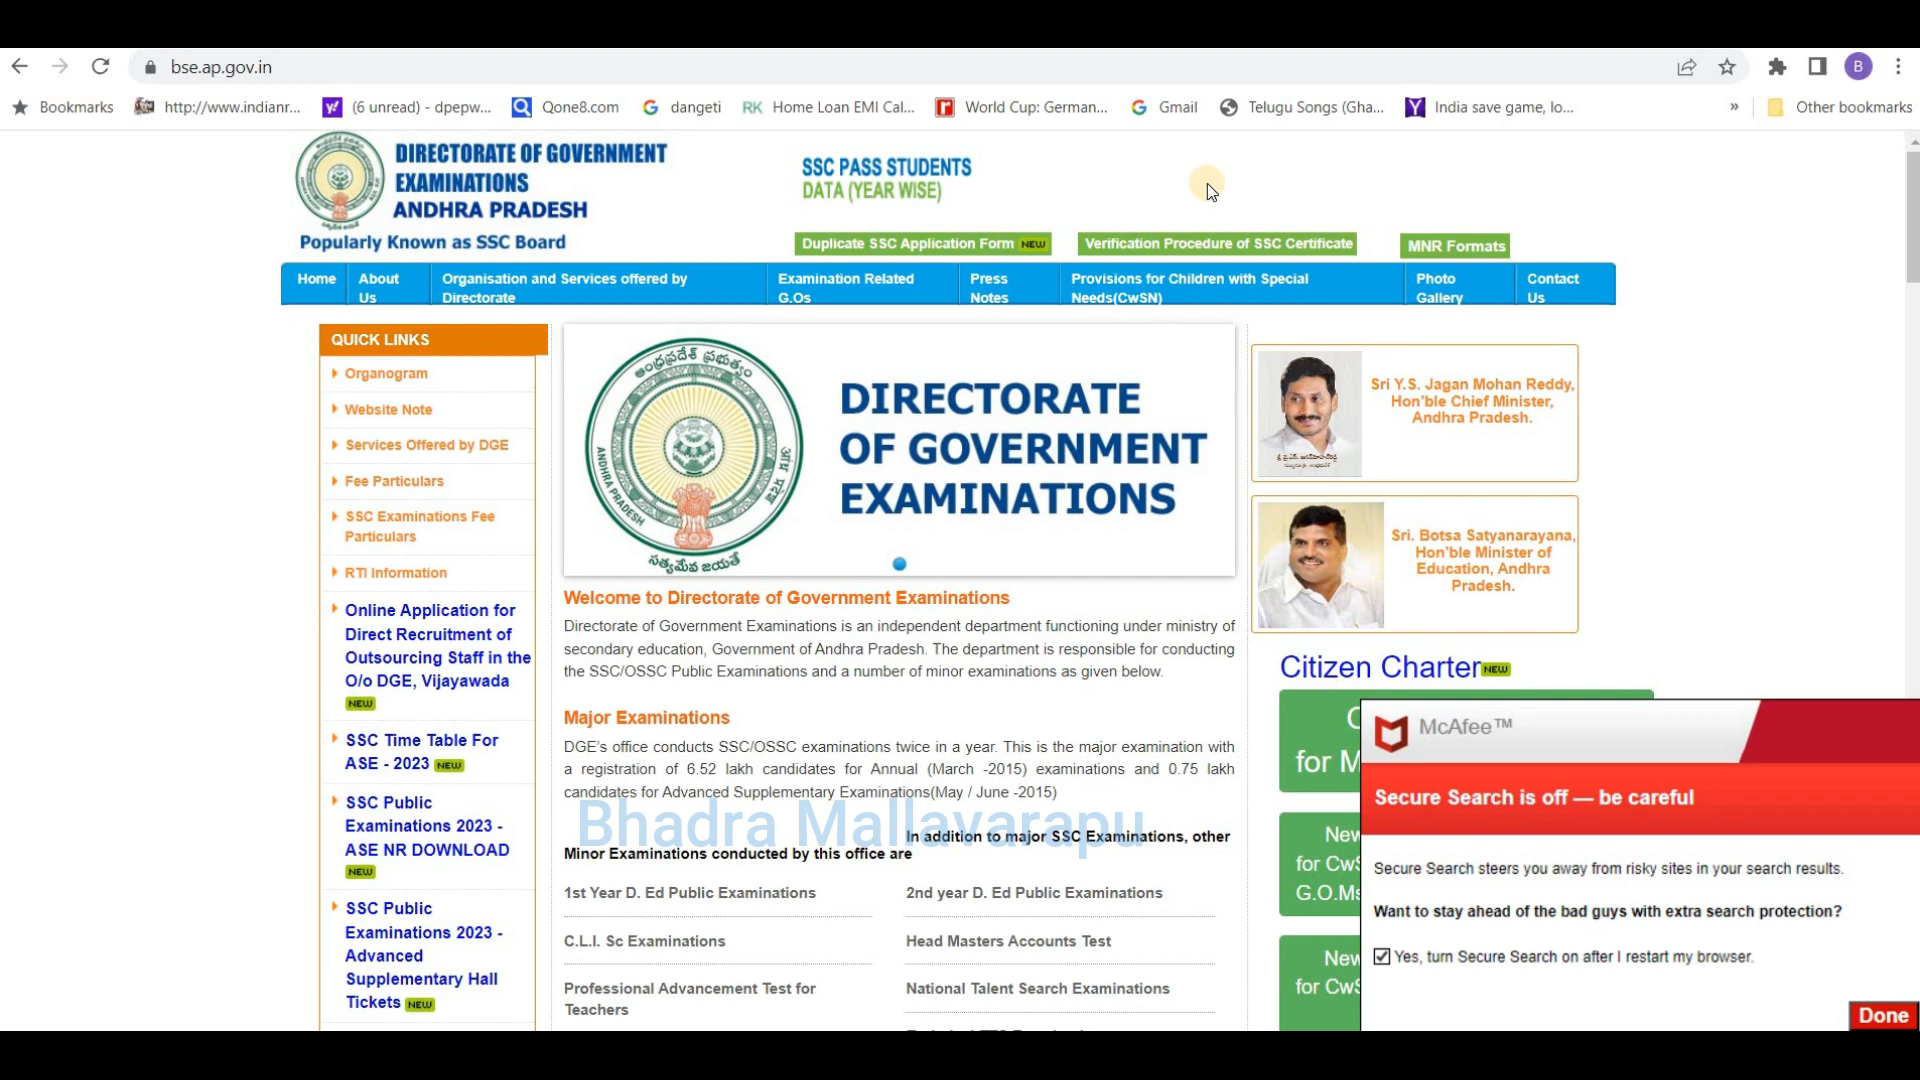 bse.ap.gov.in
B
Bookmarks
http://www.indianr...
(6 unread) - dpepw...
Qone8.com
dangeti
RK Home Loan EMI Cal...
World Cup: German...
Gmail
Telugu Songs (Gha...
India save game, lo...
»
Other bookmarks
DIRECTORATE OF GOVERNMENT
EXAMINATIONS
ANDHRA PRADESH
Popularly Known as SSC Board
SSC PASS STUDENTS
DATA (YEAR WISE)
Duplicate SSC Application Form NEW
Verification Procedure of SSC Certificate
MNR Formats
Home
About
Us
Organisation and Services offered by
Directorate
Examination Related
G.Os
Press
Notes
Provisions for Children with Special
Needs(CwSN)
Photo
Gallery
Contact
Us
QUICK LINKS
Organogram
Website Note
Services Offered by DGE
Fee Particulars
SSC Examinations Fee
Particulars
RTI Information
Online Application for
Direct Recruitment of
Outsourcing Staff in the
O/o DGE, Vijayawada
NEW
SSC Time Table For
ASE - 2023 NEW
SSC Public
Examinations 2023 -
ASE NR DOWNLOAD
NEW
SSC Public
Examinations 2023 -
Advanced
Supplementary Hall
Tickets NEW
ఆంధ్రప్రదేశ్ ప్రభుత్వం
ANDHRA PRADESH
సత్యమేవ జయతే
DIRECTORATE
OF GOVERNMENT
EXAMINATIONS
Welcome to Directorate of Government Examinations
Directorate of Government Examinations is an independent department functioning under ministry of
secondary education, Government of Andhra Pradesh. The department is responsible for conducting
the SSC/OSSC Public Examinations and a number of minor examinations as given below.
Major Examinations
DGE's office conducts SSC/OSSC examinations twice in a year. This is the major examination with
a registration of 6.52 lakh candidates for Annual (March -2015) examinations and 0.75 lakh
candidates for Advanced Supplementary Examinations(May / June -2015)
Bhadra Mallavarapu
In addition to major SSC Examinations, other
Minor Examinations conducted by this office are
1st Year D. Ed Public Examinations
2nd year D. Ed Public Examinations
C.L.I. Sc Examinations
Head Masters Accounts Test
Professional Advancement Test for
Teachers
National Talent Search Examinations
Sri Y.S. Jagan Mohan Reddy,
Hon'ble Chief Minister,
Andhra Pradesh.
Sri. Botsa Satyanarayana,
Hon'ble Minister of
Education, Andhra
Pradesh.
Citizen Charter NEW
for M
New
for CwS
G.O.Ms
New
for CwS
McAfee™
Secure Search is off — be careful
Secure Search steers you away from risky sites in your search results.
Want to stay ahead of the bad guys with extra search protection?
Yes, turn Secure Search on after I restart my browser.
Done